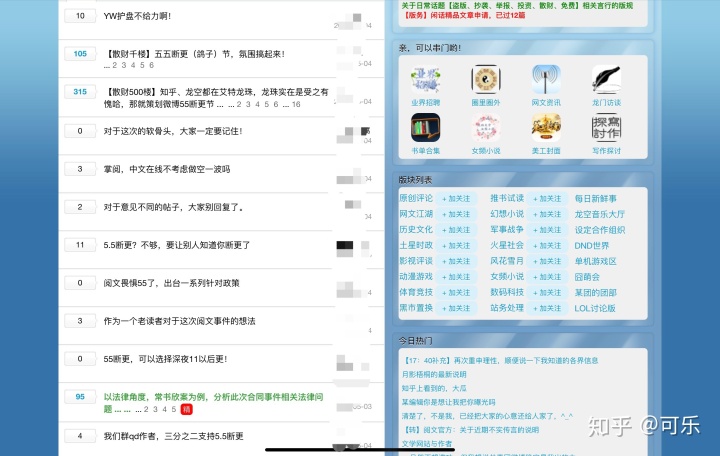 10 YW护盘不给力啊！
105 【散财千楼】五五断更（鸽子）节，氛围搞起来！
... 2 3 4 5 6
315 【散财500楼】知乎、龙空都在艾特龙珠，龙珠实在是受之有
愧哈，那就策划微博55断更节 ... ... 2 3 4 5 6 ... 16
0 对于这次的软骨头，大家一定要记住！
3 掌阅，中文在线不考虑做空一波吗
2 对于意见不同的帖子，大家别回复了。
11 5.5断更？不够，要让别人知道你断更了
0 阅文畏惧55了，出台一系列针对政策
3 作为一个老读者对于这次阅文事件的想法
0 55断更，可以选择深夜11以后更！
95 以法律角度，常书欣案为例，分析此次合同事件相关法律问
题 ... ... ... 2 3 4 5 精
05-03
4 我们群qd作者，三分之二支持5.5断更
关于日常话题【盗版、抄袭、举报、投资、散财、免费】相关言行的版规
【版务】闲话精品文章申请，已过12篇
亲，可以串门哟！
业界招聘 圈里圈外 网文资讯 龙门访谈
探寫討作
书单合集 女频小说 美工封面 写作探讨
版块列表
原创评论 + 加关注 推书试读 + 加关注 每日新鲜事
网文江湖 + 加关注 幻想小说 + 加关注 龙空音乐大厅
历史文化 + 加关注 军事战争 + 加关注 设定合作组织
土星时政 + 加关注 火星社会 + 加关注 DND世界
影视评谈 + 加关注 风花雪月 + 加关注 单机游戏区
动漫游戏 + 加关注 女频小说 + 加关注 囧萌会
体育竞技 + 加关注 数码科技 + 加关注 某团的团部
黑市置换 + 加关注 站务处理 + 加关注 LOL讨论版
今日热门
【17：40补充】再次重申理性，顺便说一下我知道的各界信息
月影梧桐的最新说明
知乎上看到的，大瓜
某编辑你是想让我把你曝光吗
清楚了，不是我，已经把大家的心意还给人家了，^_^
【转】阅文官方：关于近期不实传言的说明
文学网站与作者
知乎 @可乐